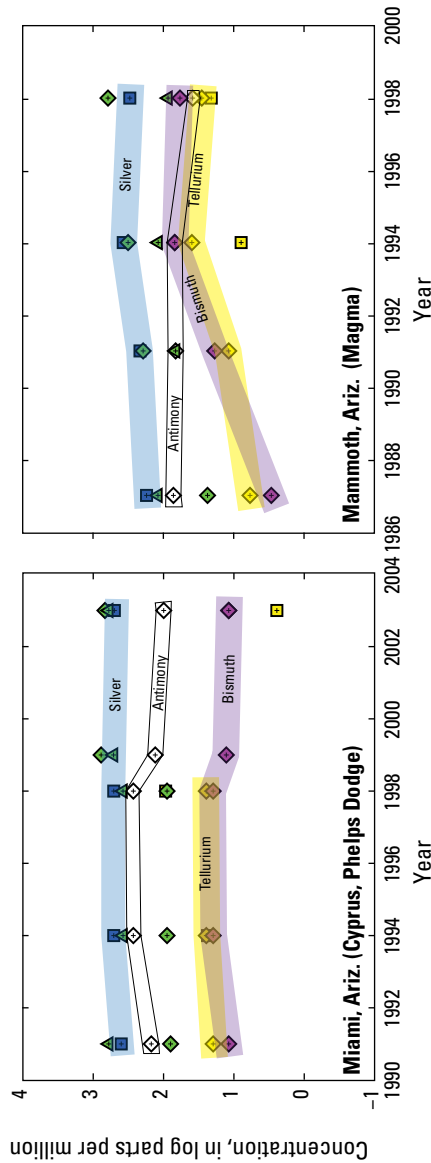 Concentration, in log parts per million
4
3
2
1
0
–1
Silver
Antimony
Tellurium
Bismuth
Miami, Ariz. (Cyprus, Phelps Dodge)
1990 1991 1994 1996 1998 2000 2002 2004
Year
Silver
Antimony
Bismuth
Tellurium
Mammoth, Ariz. (Magma)
1986 1988 1990 1991 1994 1996 1998 2000
Year